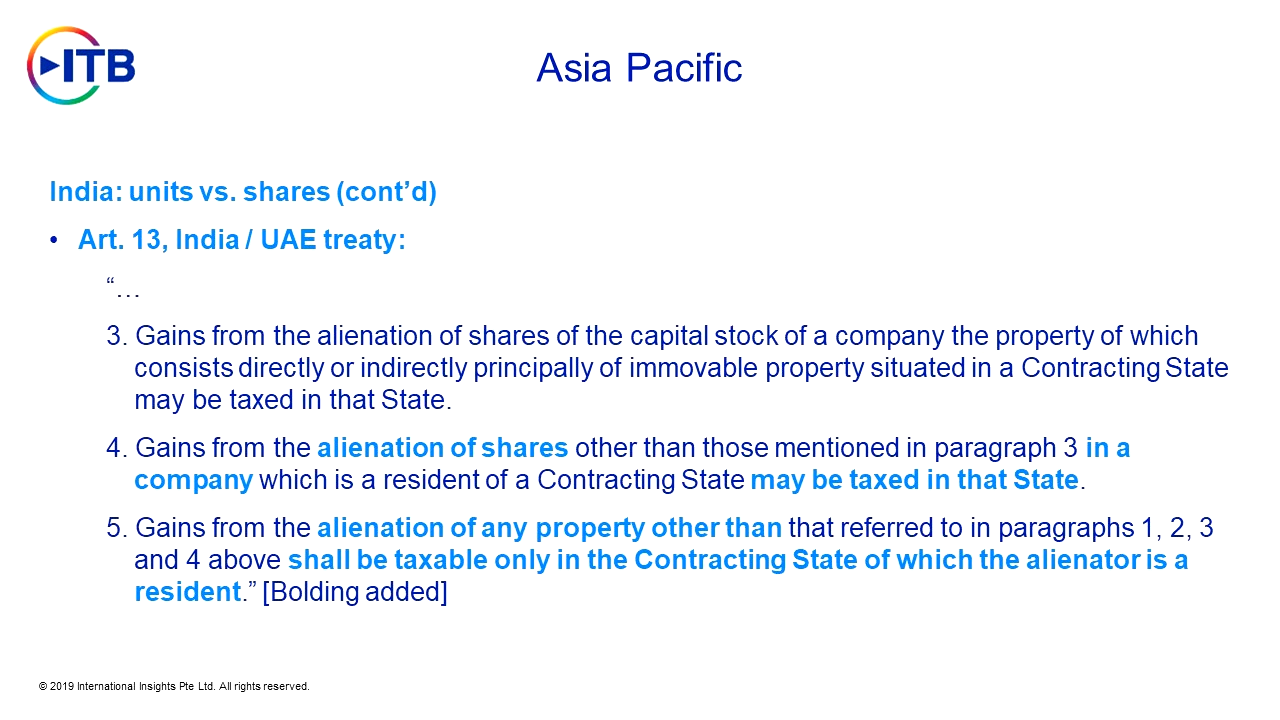 ITB
Asia Pacific
India: units vs. shares (cont’d)
• Art. 13, India / UAE treaty:
“…
3. Gains from the alienation of shares of the capital stock of a company the property of which
consists directly or indirectly principally of immovable property situated in a Contracting State
may be taxed in that State.
4. Gains from the alienation of shares other than those mentioned in paragraph 3 in a
company which is a resident of a Contracting State may be taxed in that State.
5. Gains from the alienation of any property other than that referred to in paragraphs 1, 2, 3
and 4 above shall be taxable only in the Contracting State of which the alienator is a
resident.” [Bolding added]
© 2019 International Insights Pte Ltd. All rights reserved.